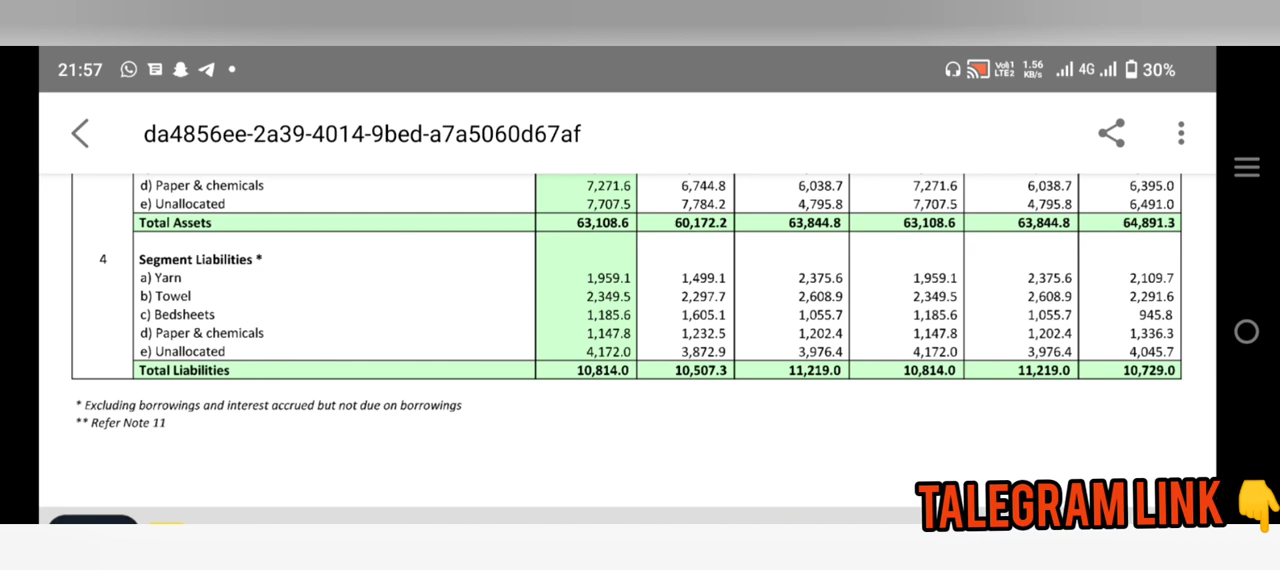 21:57 Vol1 LTE2 1.56 KB/s 4G 30%
da4856ee-2a39-4014-9bed-a7a5060d67af
d) Paper & chemicals 7,271.6 6,744.8 6,038.7 7,271.6 6,038.7 6,395.0
e) Unallocated 7,707.5 7,784.2 4,795.8 7,707.5 4,795.8 6,491.0
Total Assets 63,108.6 60,172.2 63,844.8 63,108.6 63,844.8 64,891.3
4 Segment Liabilities *
a) Yarn 1,959.1 1,499.1 2,375.6 1,959.1 2,375.6 2,109.7
b) Towel 2,349.5 2,297.7 2,608.9 2,349.5 2,608.9 2,291.6
c) Bedsheets 1,185.6 1,605.1 1,055.7 1,185.6 1,055.7 945.8
d) Paper & chemicals 1,147.8 1,232.5 1,202.4 1,147.8 1,202.4 1,336.3
e) Unallocated 4,172.0 3,872.9 3,976.4 4,172.0 3,976.4 4,045.7
Total Liabilities 10,814.0 10,507.3 11,219.0 10,814.0 11,219.0 10,729.0
* Excluding borrowings and interest accrued but not due on borrowings
** Refer Note 11
TALEGRAM LINK